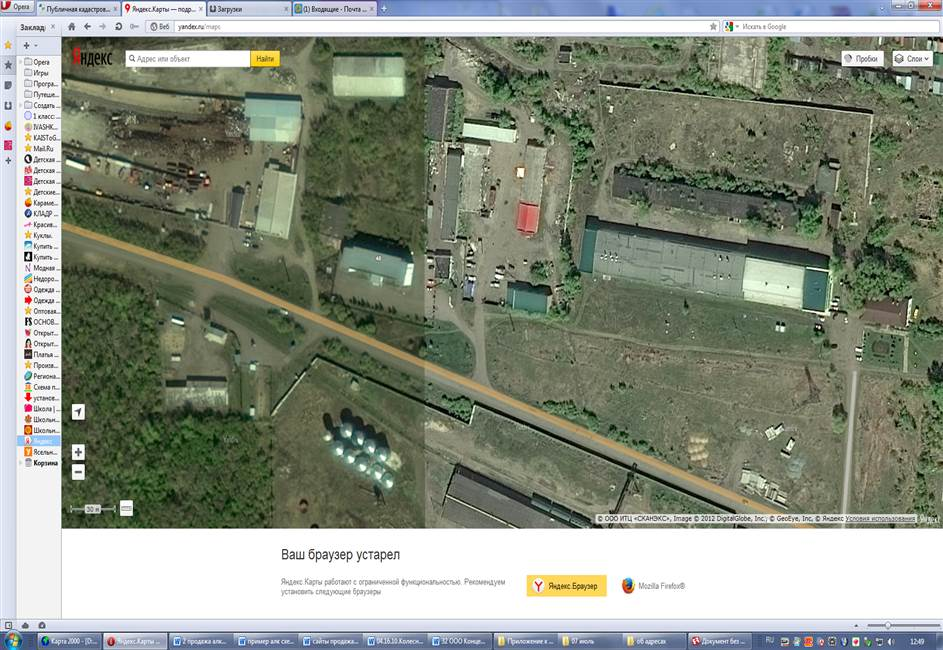 Opera
Публичная кадастров...
Яндекс.Карты — подр...
Загрузки
(1) Входящие - Почта ...
Заклад
Веб
yandex.ru/maps
Искать в Google
Opera
Игры
Програ...
Путеше...
Создать ...
1 класс: ...
IVASHK...
KAISToG...
Mail.Ru
Детская ...
Детская ...
Детская ...
Детские...
Караме...
КЛАДР ...
Красив...
Куклы.
Купить ...
Купить ...
Модная ...
Недоро...
Одежда ...
Одежда ...
Оптовая...
ОСНОВ...
Открыт...
Открыт...
Платья ...
Произв...
Региона...
Схема п...
установ...
Школа | ...
Школьн...
Школьн...
Яндекс
Ясельн...
Корзина
Яндекс
Адрес или объект
Найти
Пробки
Слои
30 м
© ООО ИТЦ «СКАНЭКС», Image © 2012 DigitalGlobe, Inc., © GeoEye, Inc, © Яндекс Условия использования
Ваш браузер устарел
Яндекс.Карты работают с ограниченной функциональностью. Рекомендуем
установить следующие браузеры
Яндекс.Браузер
Mozilla Firefox®
Карта 2000 - [D:...
Яндекс.Карты ...
2 продажа алк...
пример алк схе...
сайты продажа...
04.16.10.Колесн...
32 ООО Конце...
Приложение к ...
07 июль
об адресах
Документ без ...
RU
12:49